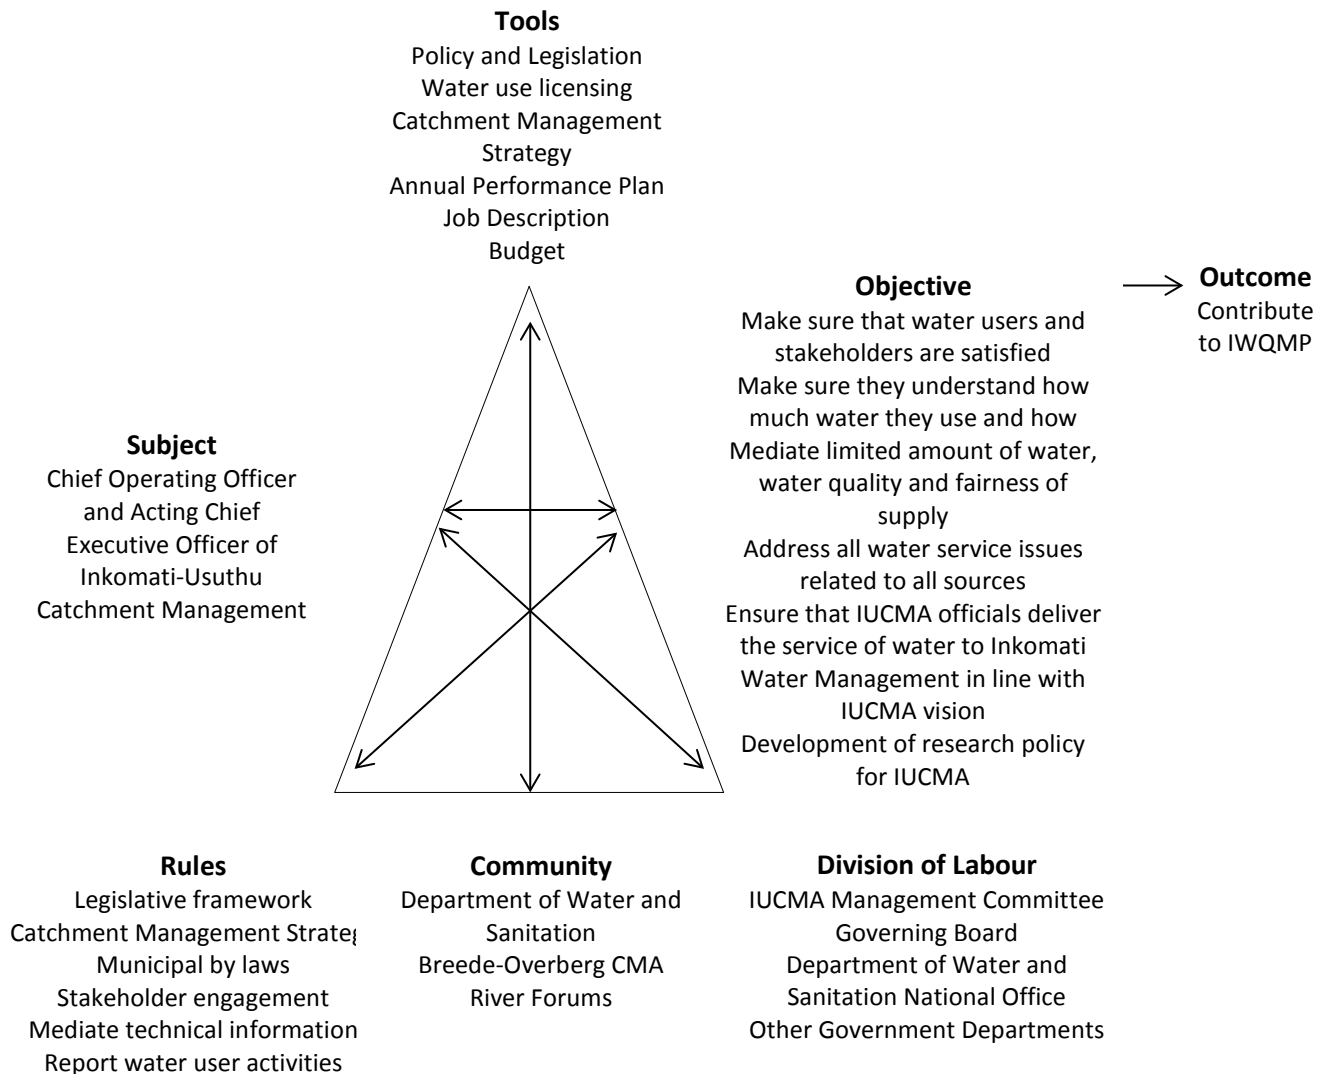 Tools
Policy and Legislation
Water use licensing
Catchment Management
Strategy
Annual Performance Plan
Job Description
Budget
Subject
Chief Operating Officer
and Acting Chief
Executive Officer of
Inkomati-Usuthu
Catchment Management
Objective
Make sure that water users and
stakeholders are satisfied
Make sure they understand how
much water they use and how
Mediate limited amount of water,
water quality and fairness of
supply
Address all water service issues
related to all sources
Ensure that IUCMA officials deliver
the service of water to Inkomati
Water Management in line with
IUCMA vision
Development of research policy
for IUCMA
Outcome
Contribute
to IWQMP
Rules
Legislative framework
Catchment Management Strateg
Municipal by laws
Stakeholder engagement
Mediate technical information
Report water user activities
Community
Department of Water and
Sanitation
Breede-Overberg CMA
River Forums
Division of Labour
IUCMA Management Committee
Governing Board
Department of Water and
Sanitation National Office
Other Government Departments